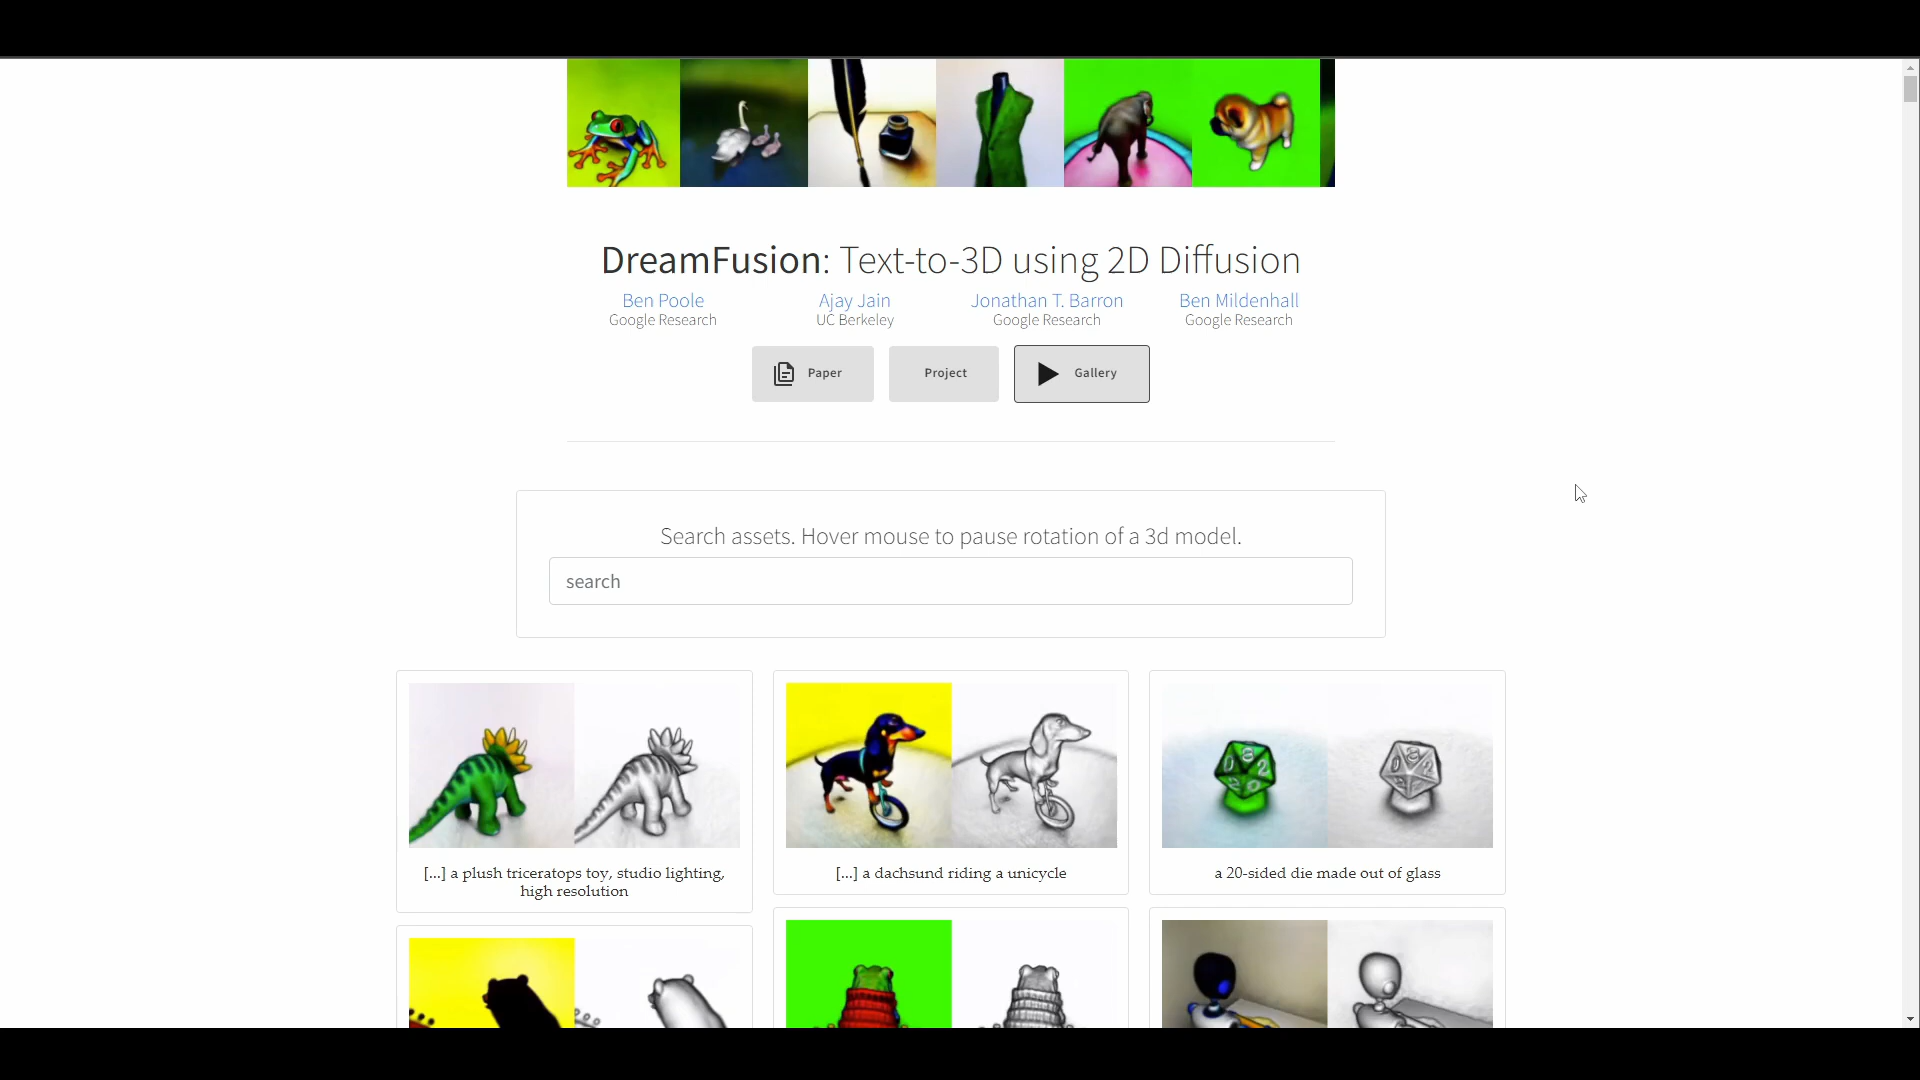 DreamFusion: Text-to-3D using 2D Diffusion
Ben Poole Ajay Jain Jonathan T. Barron Ben Mildenhall
Google Research UC Berkeley Google Research Google Research
Paper Project Gallery
Search assets. Hover mouse to pause rotation of a 3d model.
search
[...] a plush triceratops toy, studio lighting,
high resolution
[...] a dachsund riding a unicycle
a 20-sided die made out of glass